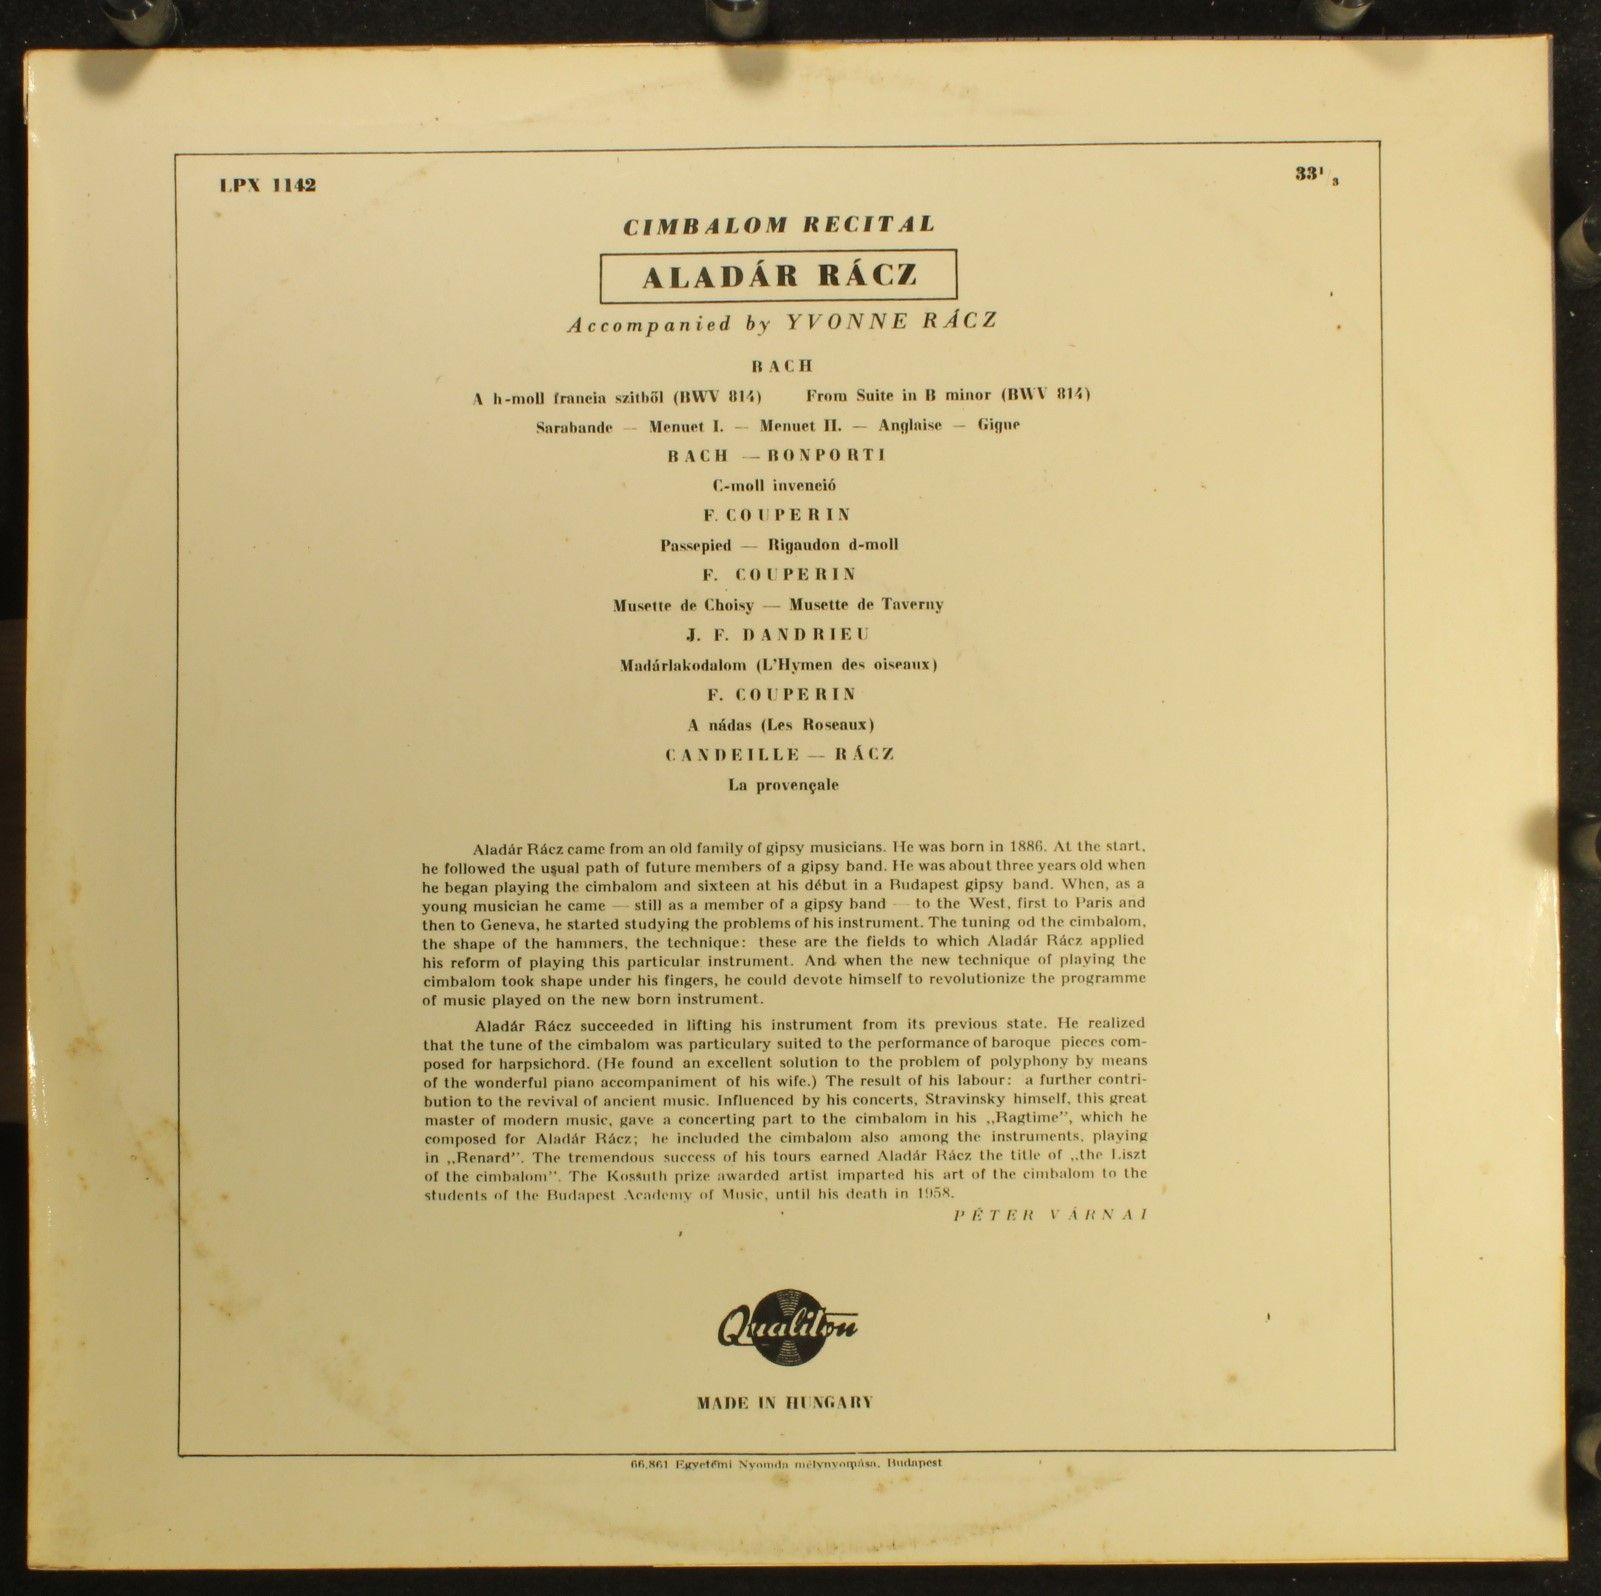 LPX 1142
33 1/3
CIMBALOM RECITAL
ALADÁR RÁCZ
Accompanied by YVONNE RÁCZ
BACH
A h-moll francia szitből (BWV 814) From Suite in B minor (BWV 814)
Sarabande — Menuet I. — Menuet II. — Anglaise — Gigue
BACH — BONPORTI
C-moll invenció
F. COUPERIN
Passepied — Rigaudon d-moll
F. COUPERIN
Musette de Choisy — Musette de Taverny
J. F. DANDRIEU
Madárlakodalom (L'Hymen des oiseaux)
F. COUPERIN
A nádas (Les Roseaux)
CANDEILLE — RÁCZ
La provençale
Aladár Rácz came from an old family of gipsy musicians. He was born in 1886. At the start,
he followed the usual path of future members of a gipsy band. He was about three years old when
he began playing the cimbalom and sixteen at his début in a Budapest gipsy band. When, as a
young musician he came — still as a member of a gipsy band — to the West, first to Paris and
then to Geneva, he started studying the problems of his instrument. The tuning od the cimbalom,
the shape of the hammers, the technique: these are the fields to which Aladár Rácz applied
his reform of playing this particular instrument. And when the new technique of playing the
cimbalom took shape under his fingers, he could devote himself to revolutionize the programme
of music played on the new born instrument.
Aladár Rácz succeeded in lifting his instrument from its previous state. He realized
that the tune of the cimbalom was particulary suited to the performance of baroque pieces com-
posed for harpsichord. (He found an excellent solution to the problem of polyphony by means
of the wonderful piano accompaniment of his wife.) The result of his labour: a further contri-
bution to the revival of ancient music. Influenced by his concerts, Stravinsky himself, this great
master of modern music, gave a concerting part to the cimbalom in his „Ragtime”, which he
composed for Aladár Rácz; he included the cimbalom also among the instruments, playing
in „Renard”. The tremendous success of his tours earned Aladár Rácz the title of „the Liszt
of the cimbalom”. The Kossuth prize awarded artist imparted his art of the cimbalom to the
students of the Budapest Academy of Music, until his death in 1958.
PÉTER VÁRNAI
Qualiton
MADE IN HUNGARY
66.861 Egyetemi Nyomda mélynyomása, Budapest